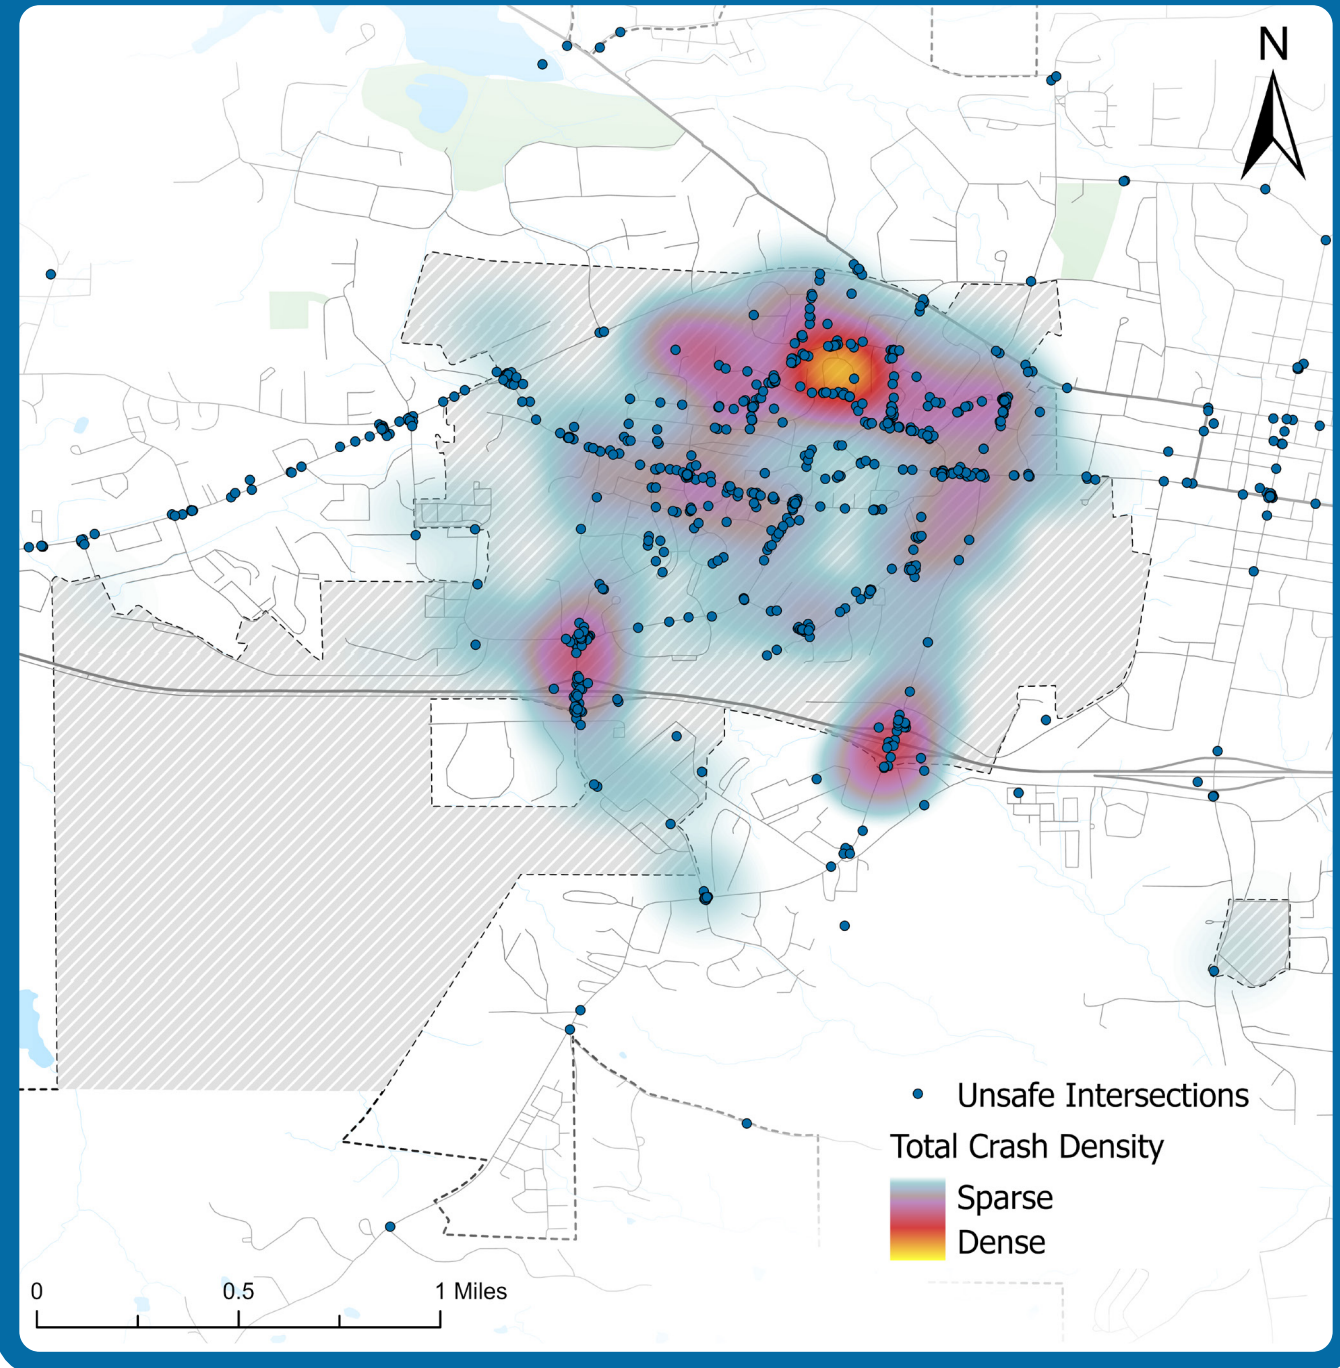 N
Unsafe Intersections
Total Crash Density
Sparse
Dense
0 0.5 1 Miles